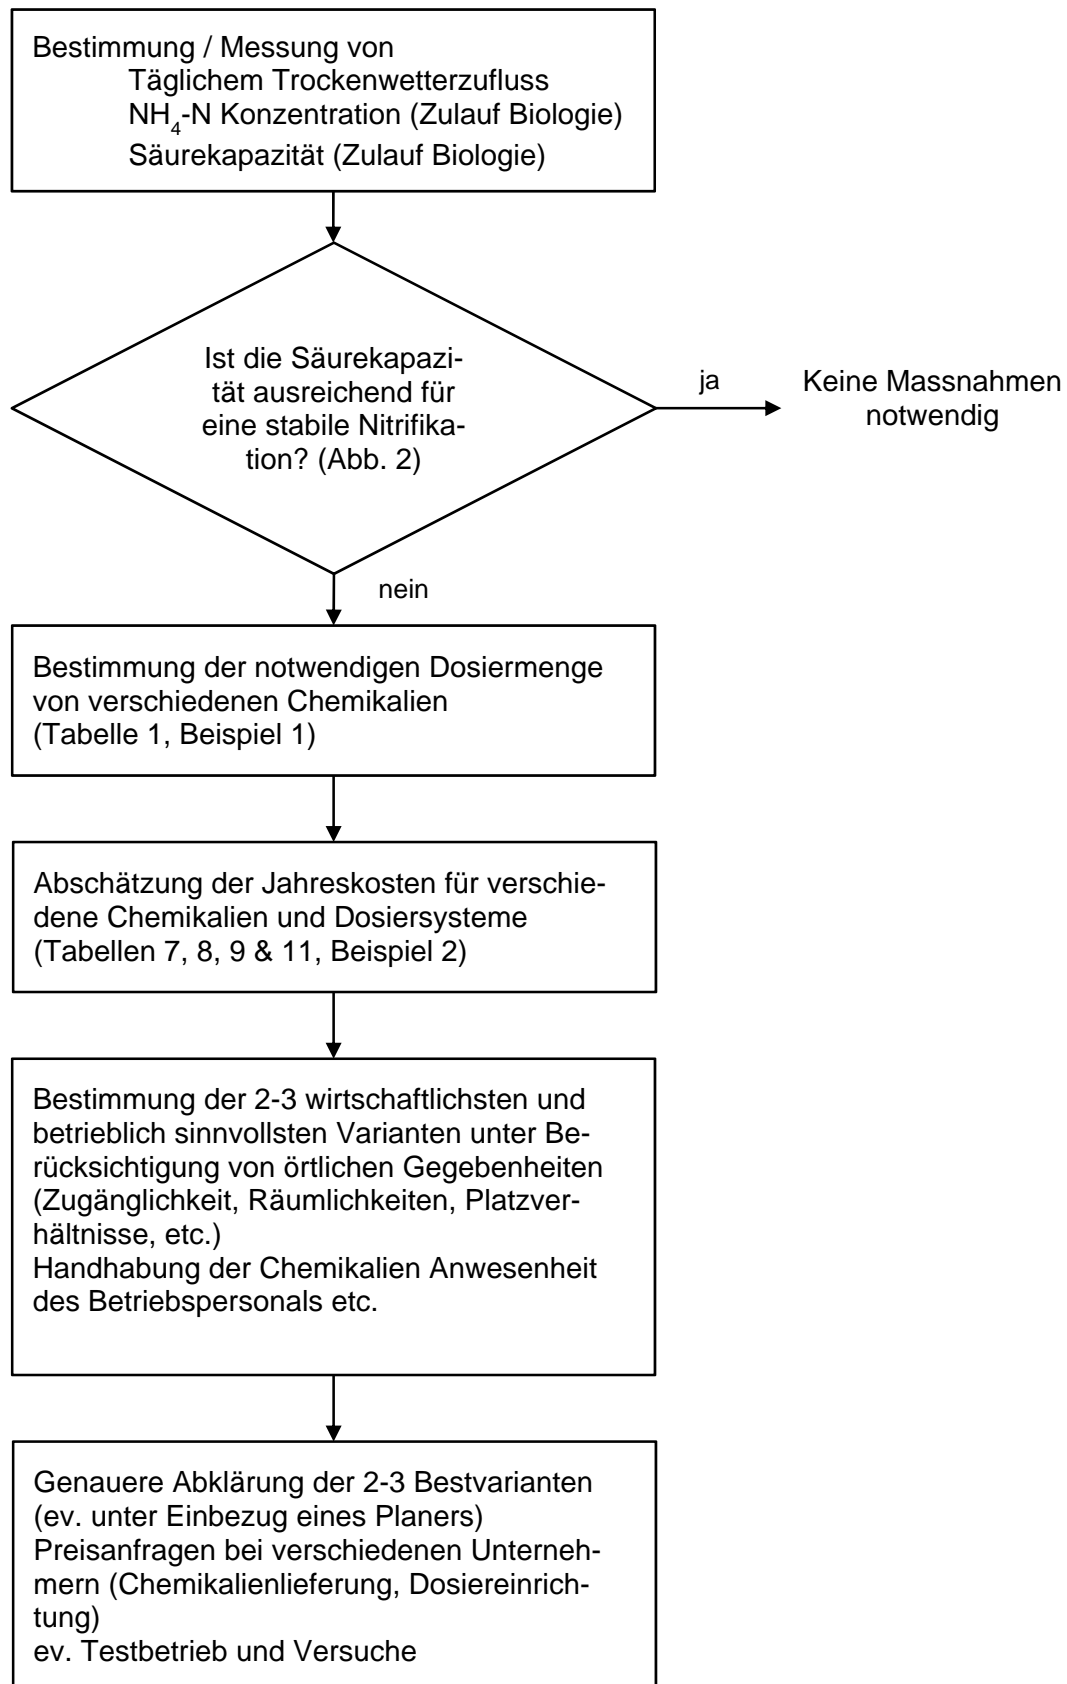 Bestimmung / Messung von
Täglichem Trockenwetterzufluss
NH4-N Konzentration (Zulauf Biologie)
Säurekapazität (Zulauf Biologie)
Ist die Säurekapazi-
tät ausreichend für
eine stabile Nitrifika-
tion? (Abb. 2)
ja
Keine Massnahmen
notwendig
nein
Bestimmung der notwendigen Dosiermenge
von verschiedenen Chemikalien
(Tabelle 1, Beispiel 1)
Abschätzung der Jahreskosten für verschie-
dene Chemikalien und Dosiersysteme
(Tabellen 7, 8, 9 & 11, Beispiel 2)
Bestimmung der 2-3 wirtschaftlichsten und
betrieblich sinnvollsten Varianten unter Be-
rücksichtigung von örtlichen Gegebenheiten
(Zugänglichkeit, Räumlichkeiten, Platzver-
hältnisse, etc.)
Handhabung der Chemikalien Anwesenheit
des Betriebspersonals etc.
Genauere Abklärung der 2-3 Bestvarianten
(ev. unter Einbezug eines Planers)
Preisanfragen bei verschiedenen Unterneh-
mern (Chemikalienlieferung, Dosiereinrich-
tung)
ev. Testbetrieb und Versuche